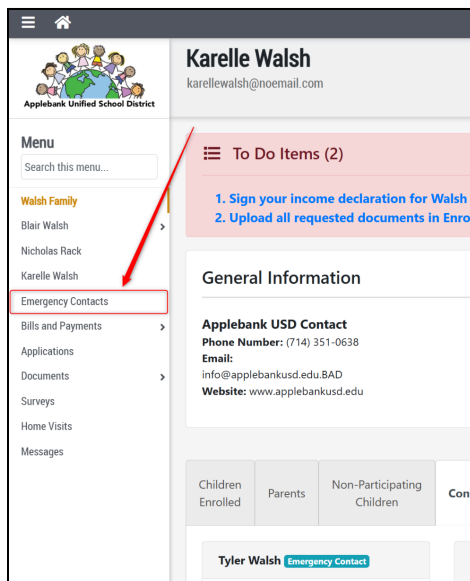 Applebank Unified School District
Menu
Search this menu...
Walsh Family
Blair Walsh
Nicholas Rack
Karelle Walsh
Emergency Contacts
Bills and Payments
Applications
Documents
Surveys
Home Visits
Messages
Karelle Walsh
karellewalsh@noemail.com
To Do Items (2)
1. Sign your income declaration for Walsh
2. Upload all requested documents in Enro
General Information
Applebank USD Contact
Phone Number: (714) 351-0638
Email:
info@applebankusd.edu.BAD
Website: www.applebankusd.edu
Children Enrolled
Parents
Non-Participating Children
Con
Tyler Walsh Emergency Contact